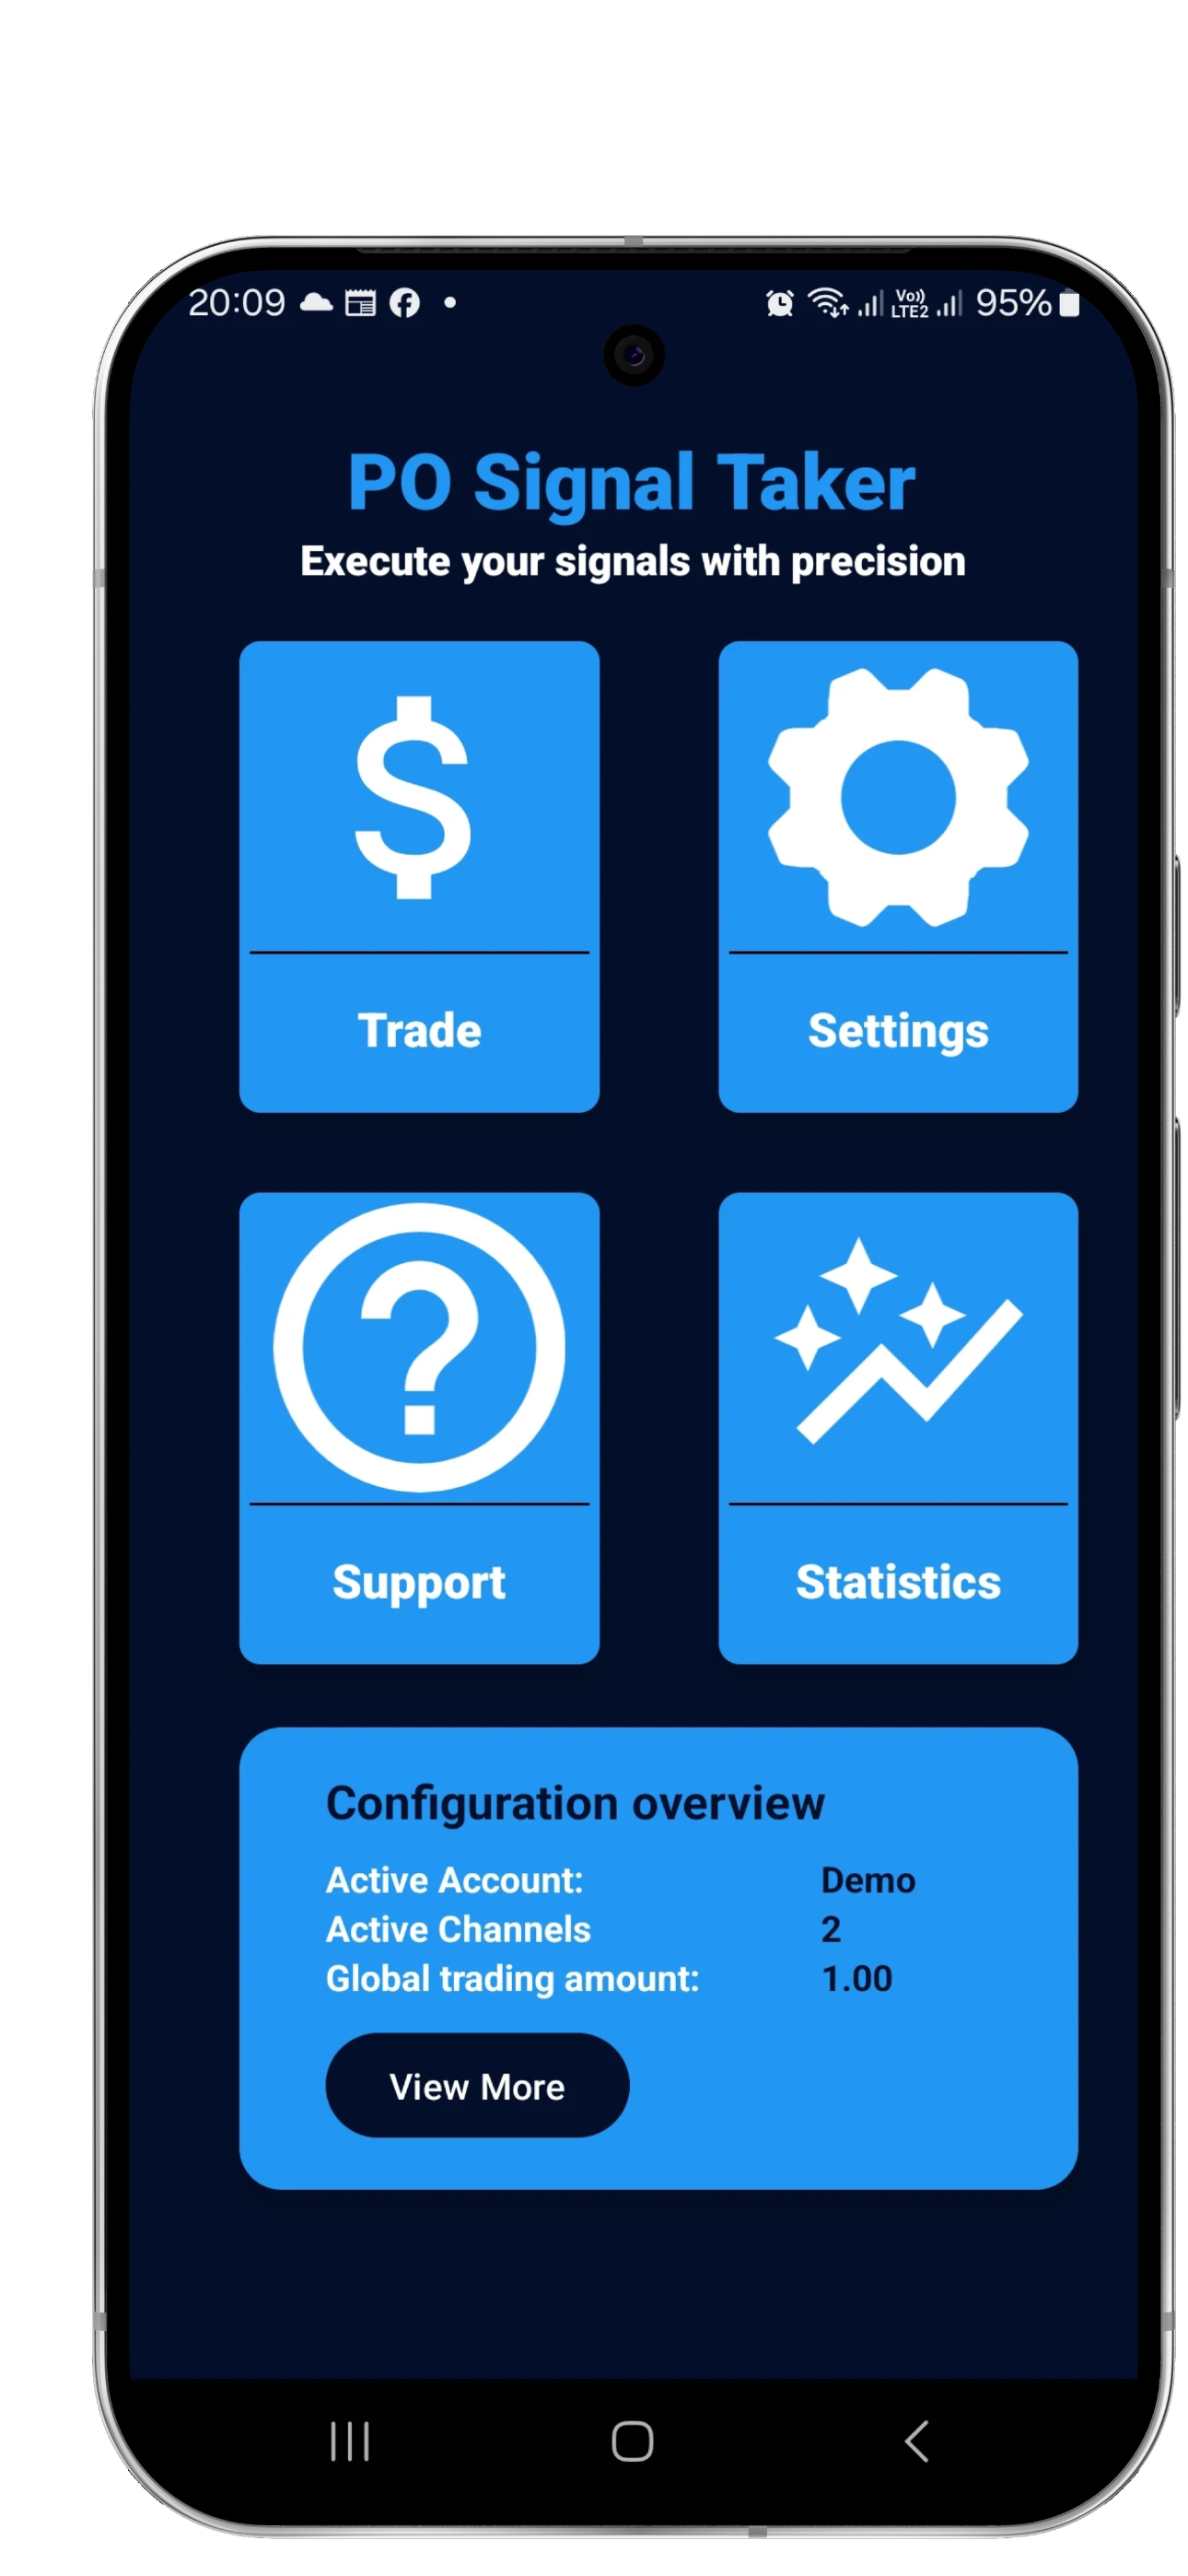 20:09 95%
Vo))
LTE2
PO Signal Taker
Execute your signals with precision
$
Trade
Settings
?
Support
Statistics
Configuration overview
Active Account: Demo
Active Channels 2
Global trading amount: 1.00
View More